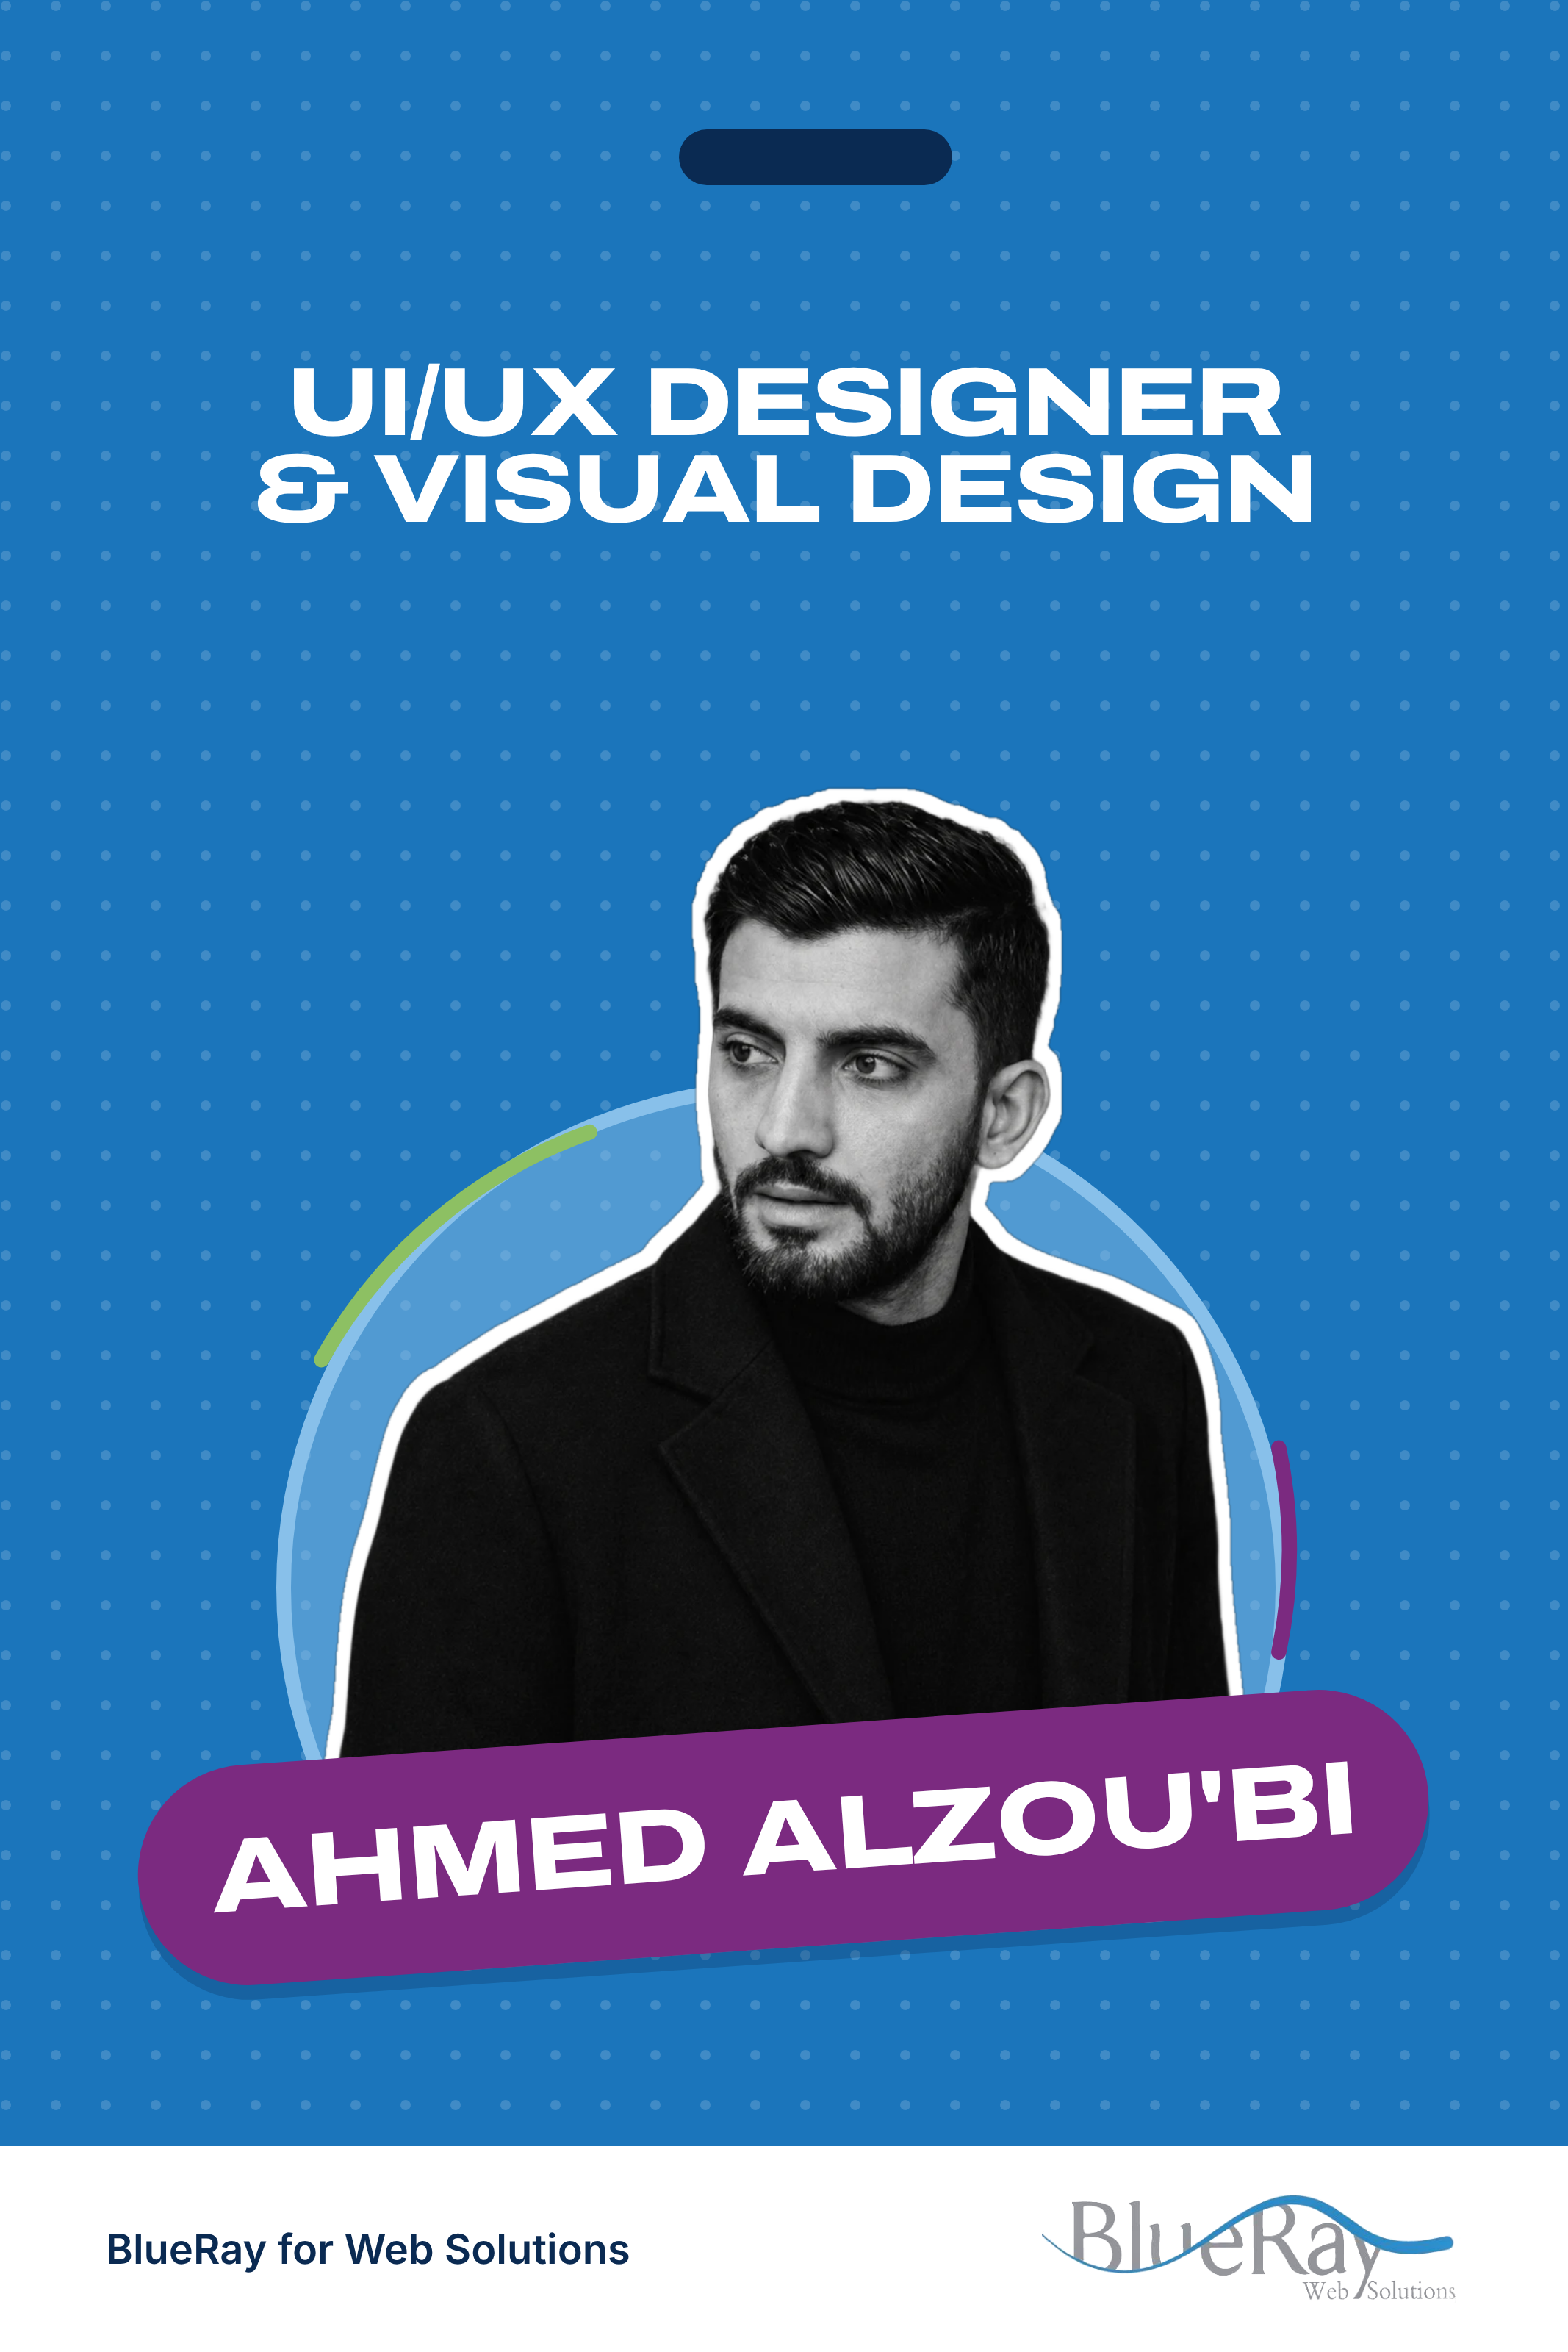 UI/UX DESIGNER
& VISUAL DESIGN
AHMED ALZOU'BI
BlueRay for Web Solutions
BlueRay
Web Solutions